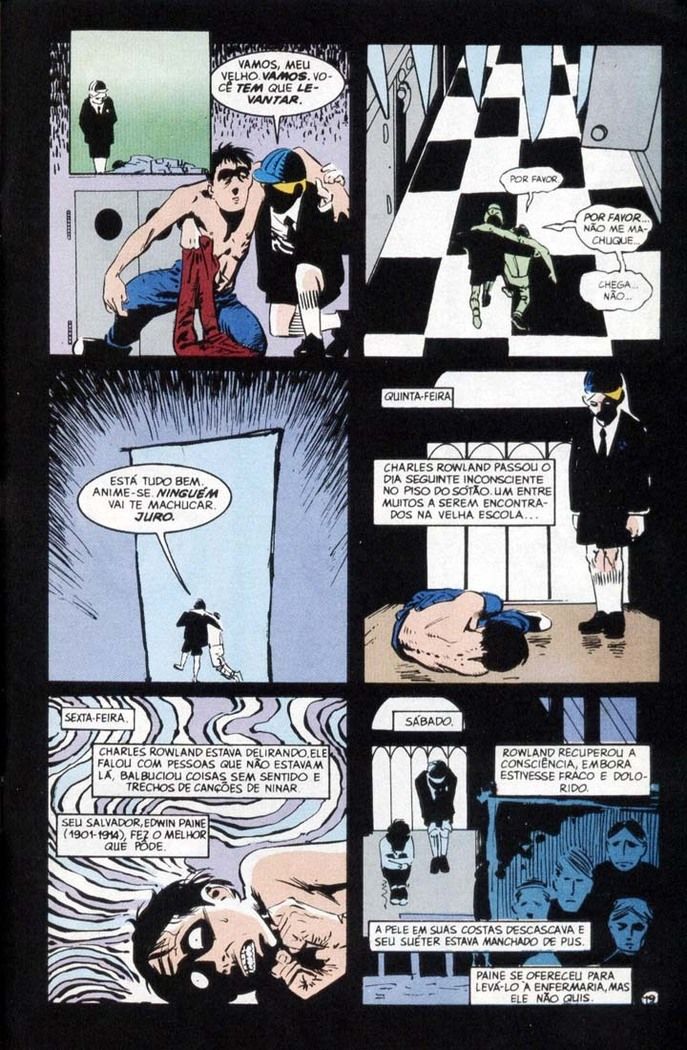 VAMOS, MEU
VELHO. VAMOS. VO-
CÊ TEM QUE LE-
VANTAR.
POR FAVOR
POR FAVOR...
NÃO ME MA-
CHUQUE...
CHEGA...
NÃO...
ESTÁ TUDO BEM.
ANIME-SE. NINGUÉM
VAI TE MACHUCAR.
JURO.
QUINTA-FEIRA
CHARLES ROWLAND PASSOU O
DIA SEGUINTE INCONSCIENTE
NO PISO DO SÓTÃO. UM ENTRE
MUITOS A SEREM ENCONTRA-
DOS NA VELHA ESCOLA...
SEXTA-FEIRA.
CHARLES ROWLAND ESTAVA DELIRANDO. ELE
FALOU COM PESSOAS QUE NÃO ESTAVAM
LÁ, BALBUCIOU COISAS SEM SENTIDO E
TRECHOS DE CANÇÕES DE NINAR.
SEU SALVADOR, EDWIN PAINE
(1901-1914), FEZ O MELHOR
QUE PÔDE.
SÁBADO.
ROWLAND RECUPEROU A
CONSCIÊNCIA, EMBORA
ESTIVESSE FRACO E DOLO-
RIDO.
A PELE EM SUAS COSTAS DESCASCAVA E
SEU SUÉTER ESTAVA MANCHADO DE PUS.
PAINE SE OFERECEU PARA
LEVÁ-LO À ENFERMARIA, MAS
ELE NÃO QUIS.
19